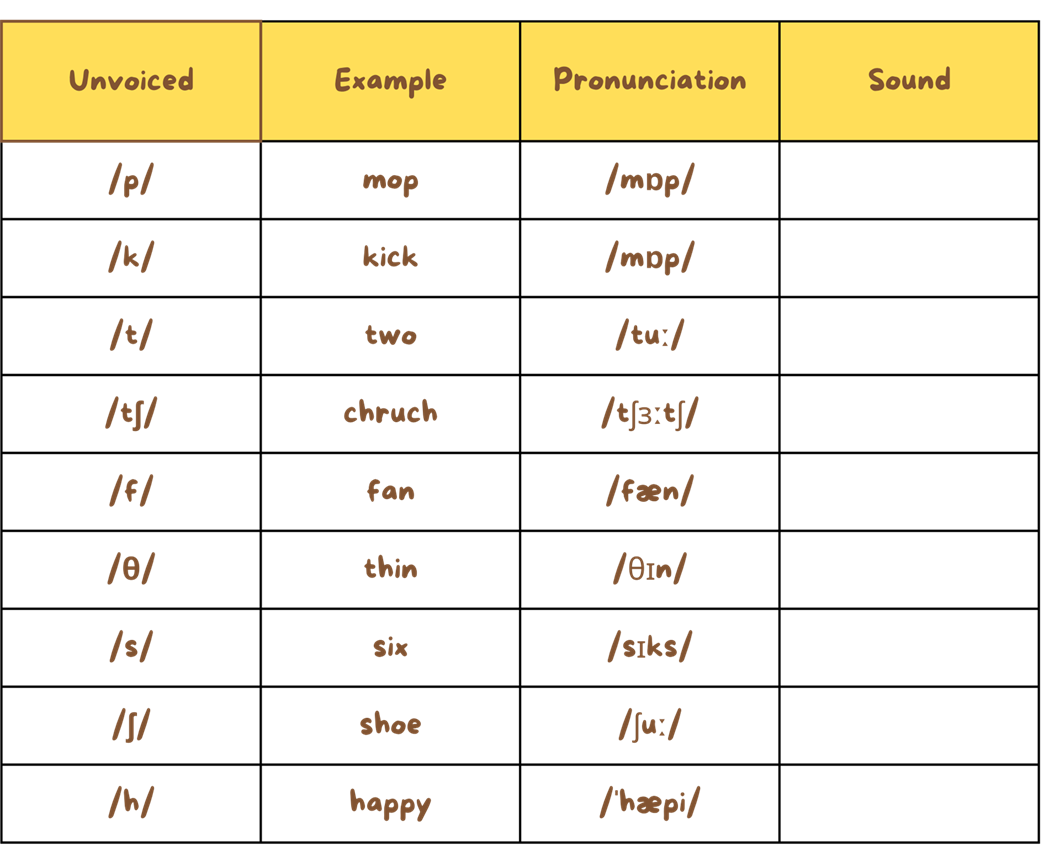 Unvoiced Example Pronunciation Sound
/p/ mop /mɒp/
/k/ kick /mɒp/
/t/ two /tuː/
/tʃ/ chruch /tʃɜːtʃ/
/f/ fan /fæn/
/θ/ thin /θɪn/
/s/ six /sɪks/
/ʃ/ shoe /ʃuː/
/h/ happy /ˈhæpi/